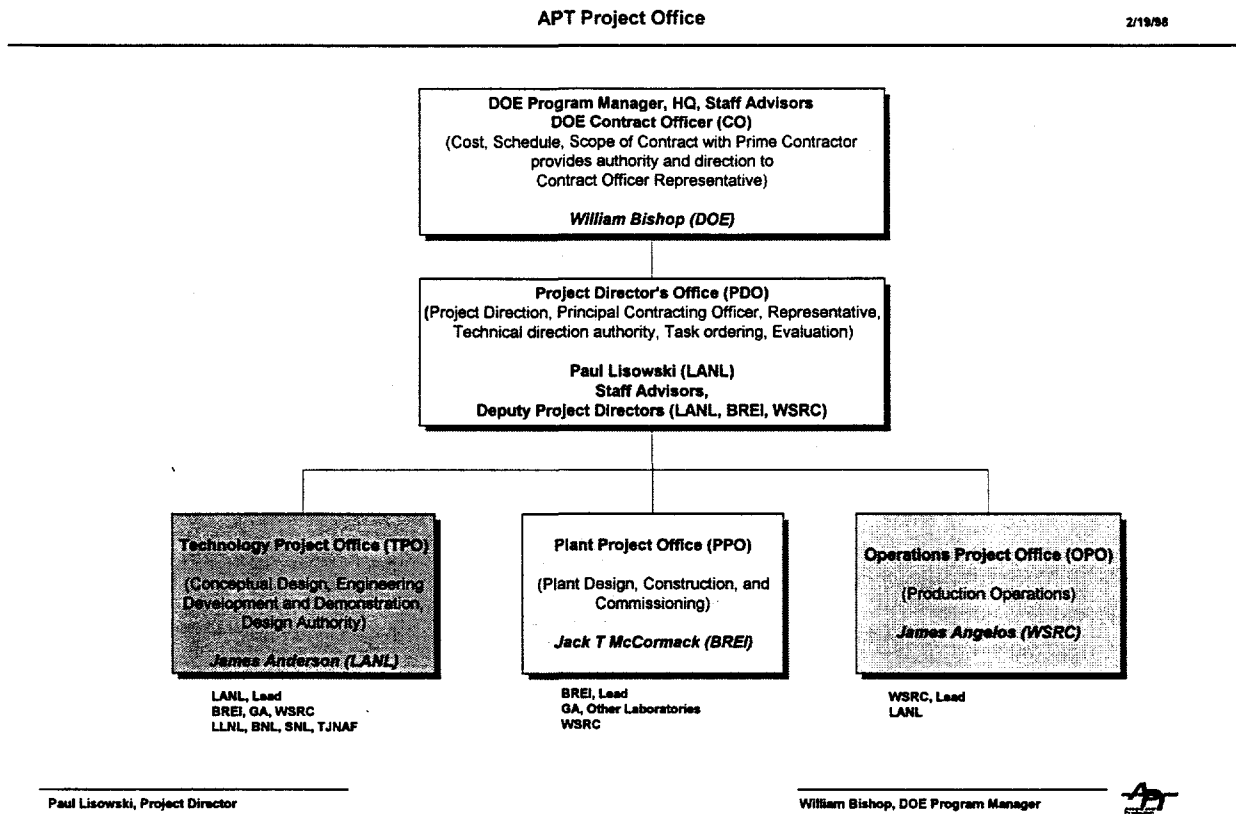 APT Project Office
2/19/98
DOE Program Manager, HQ, Staff Advisors
DOE Contract Officer (CO)
(Cost, Schedule, Scope of Contract with Prime Contractor
provides authority and direction to
Contract Officer Representative)
William Bishop (DOE)
Project Director's Office (PDO)
(Project Direction, Principal Contracting Officer, Representative,
Technical direction authority, Task ordering, Evaluation)
Paul Lisowski (LANL)
Staff Advisors,
Deputy Project Directors (LANL, BREI, WSRC)
Technology Project Office (TPO)
(Conceptual Design, Engineering
Development and Demonstration,
Design Authority)
James Anderson (LANL)
LANL, Lead
BREI, GA, WSRC
LLNL, BNL, SNL, TJNAF
Plant Project Office (PPO)
(Plant Design, Construction, and
Commissioning)
Jack T McCormack (BREI)
BREI, Lead
GA, Other Laboratories
WSRC
Operations Project Office (OPO)
(Production Operations)
James Angelos (WSRC)
WSRC, Lead
LANL
Paul Lisowski, Project Director
William Bishop, DOE Program Manager
APT